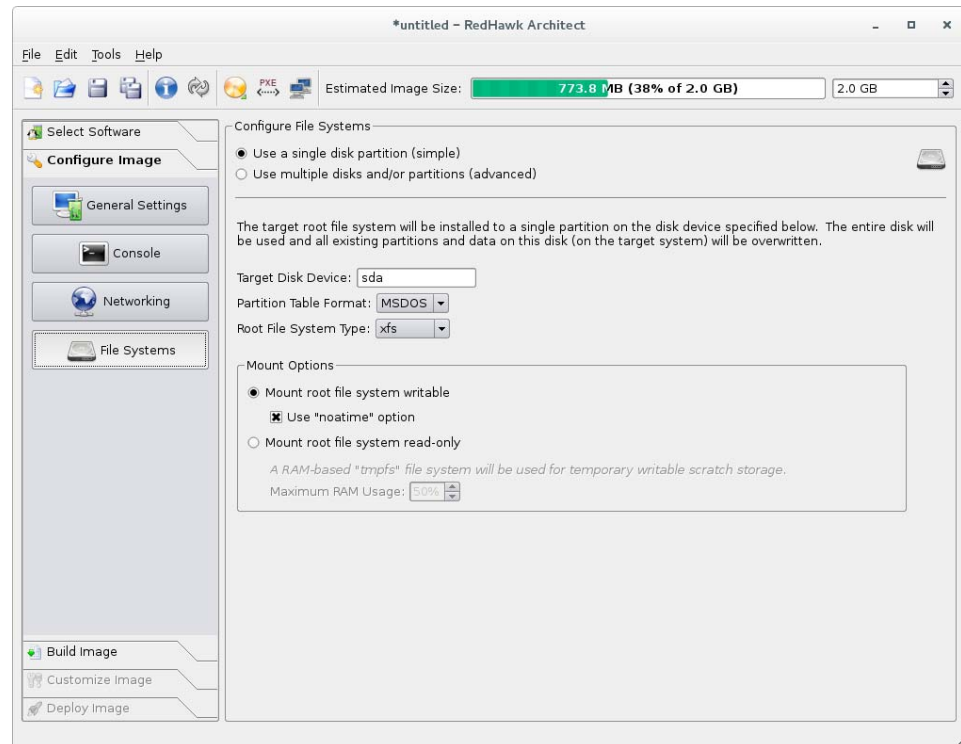 *untitled – RedHawk Architect
File Edit Tools Help
PXE
Estimated Image Size: 773.8 MB (38% of 2.0 GB) 2.0 GB
Select Software
Configure Image
General Settings
Console
Networking
File Systems
Build Image
Customize Image
Deploy Image
Configure File Systems
Use a single disk partition (simple)
Use multiple disks and/or partitions (advanced)
The target root file system will be installed to a single partition on the disk device specified below. The entire disk will
be used and all existing partitions and data on this disk (on the target system) will be overwritten.
Target Disk Device: sda
Partition Table Format: MSDOS
Root File System Type: xfs
Mount Options
Mount root file system writable
Use "noatime" option
Mount root file system read-only
A RAM-based "tmpfs" file system will be used for temporary writable scratch storage.
Maximum RAM Usage: 50%